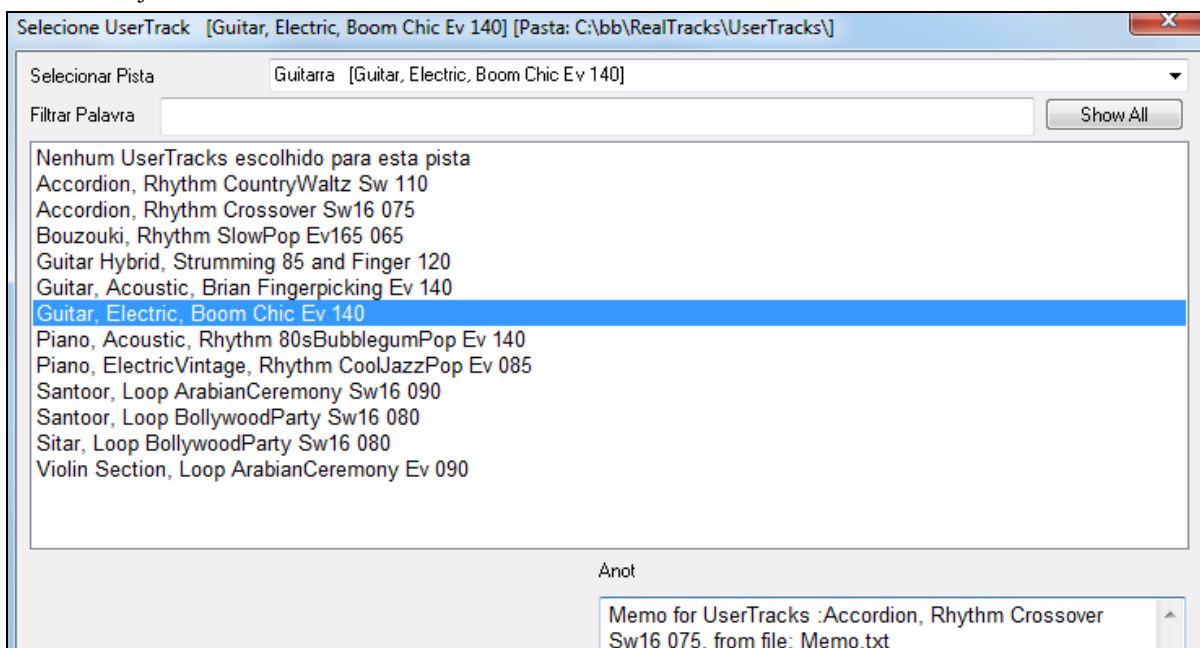 Selecione UserTrack [Guitar, Electric, Boom Chic Ev 140] [Pasta: C:\bb\RealTracks\UserTracks\]
Selecionar Pista Guitarra [Guitar, Electric, Boom Chic Ev 140]
Filtrar Palavra Show All
Nenhum UserTracks escolhido para esta pista
Accordion, Rhythm CountryWaltz Sw 110
Accordion, Rhythm Crossover Sw16 075
Bouzouki, Rhythm SlowPop Ev165 065
Guitar Hybrid, Strumming 85 and Finger 120
Guitar, Acoustic, Brian Fingerpicking Ev 140
Guitar, Electric, Boom Chic Ev 140
Piano, Acoustic, Rhythm 80sBubblegumPop Ev 140
Piano, ElectricVintage, Rhythm CoolJazzPop Ev 085
Santoor, Loop ArabianCeremony Sw16 090
Santoor, Loop BollywoodParty Sw16 080
Sitar, Loop BollywoodParty Sw16 080
Violin Section, Loop ArabianCeremony Ev 090
Anot
Memo for UserTracks :Accordion, Rhythm Crossover
Sw16 075, from file: Memo.txt